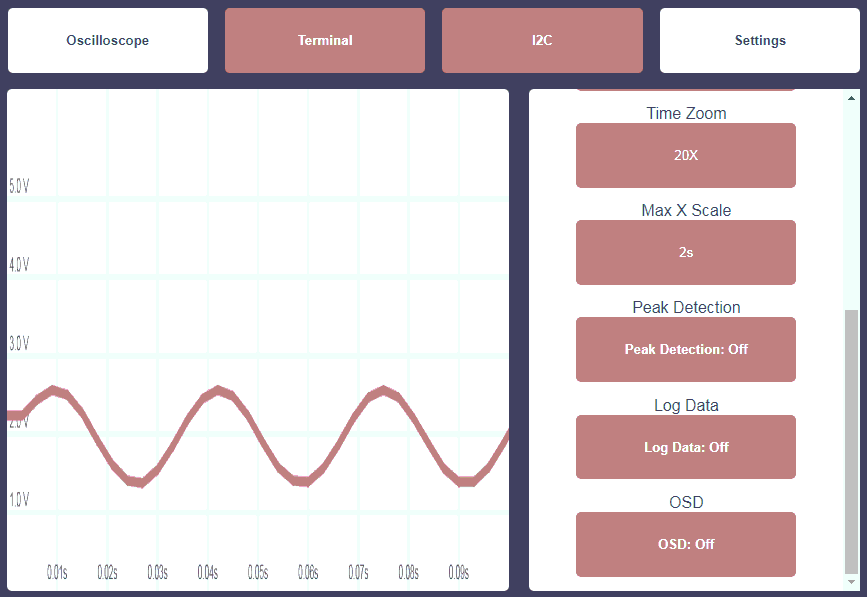 Oscilloscope
Terminal
I2C
Settings
5.0 V
4.0 V
3.0 V
2.0 V
1.0 V
0.01s
0.02s
0.03s
0.04s
0.05s
0.06s
0.07s
0.08s
0.09s
Time Zoom
20X
Max X Scale
2s
Peak Detection
Peak Detection: Off
Log Data
Log Data: Off
OSD
OSD: Off